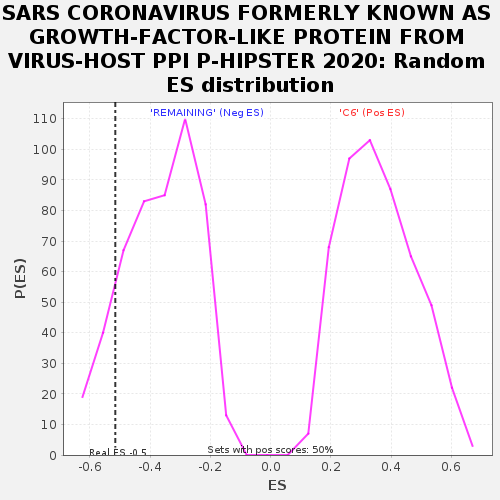 SARS CORONAVIRUS FORMERLY KNOWN AS
GROWTH-FACTOR-LIKE PROTEIN FROM
VIRUS-HOST PPI P-HIPSTER 2020: Random
ES distribution
'REMAINING' (Neg ES) 'C6' (Pos ES)
110
100
90
80
70
60
50
40
30
20
10
0
P(ES)
Real ES -0.5
Sets with pos scores: 50%
-0.6 -0.4 -0.2 0.0 0.2 0.4 0.6
ES